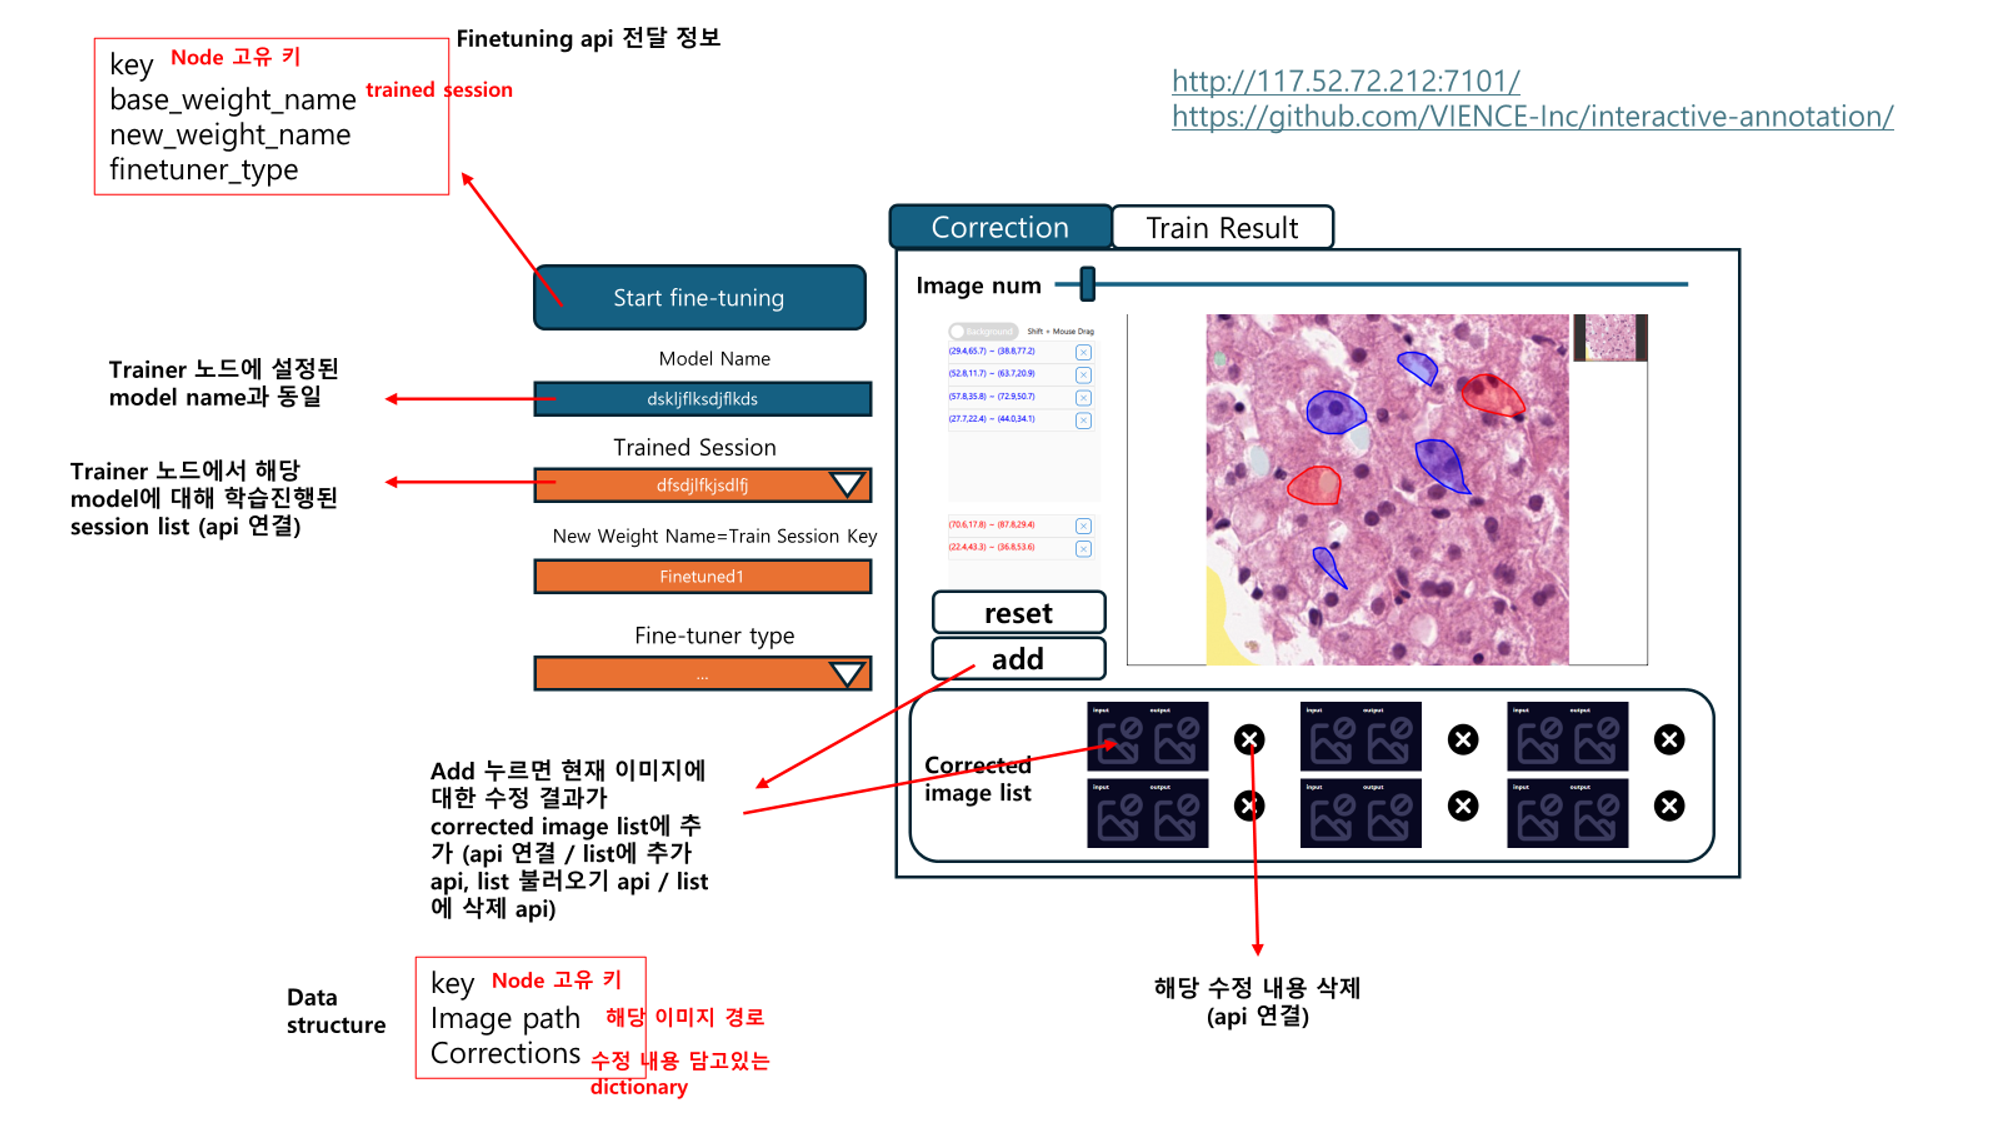 Finetuning api 전달 정보
key Node 고유 키
base_weight_name trained session
new_weight_name
finetuner_type
http://117.52.72.212:7101/
https://github.com/VIENCE-Inc/interactive-annotation/
Start fine-tuning
Model Name
dskljflksdjflkds
Trained Session
dfsdjlfkjsdlfj
New Weight Name=Train Session Key
Finetuned1
Fine-tuner type
...
Trainer 노드에 설정된
model name과 동일
Trainer 노드에서 해당
model에 대해 학습진행된
session list (api 연결)
Correction
Train Result
Image num
Background Shift + Mouse Drag
(29.4,65.7) ~ (38.8,77.2)
(52.8,11.7) ~ (63.7,20.9)
(57.8,35.8) ~ (72.9,50.7)
(27.7,22.4) ~ (44.0,34.1)
(70.6,17.8) ~ (87.8,29.4)
(22.4,43.3) ~ (36.8,53.6)
reset
add
Corrected
image list
input output
input output
input output
input output
input output
input output
Add 누르면 현재 이미지에
대한 수정 결과가
corrected image list에 추
가 (api 연결 / list에 추가
api, list 불러오기 api / list
에 삭제 api)
해당 수정 내용 삭제
(api 연결)
Data
structure
key Node 고유 키
Image path 해당 이미지 경로
Corrections 수정 내용 담고있는
dictionary